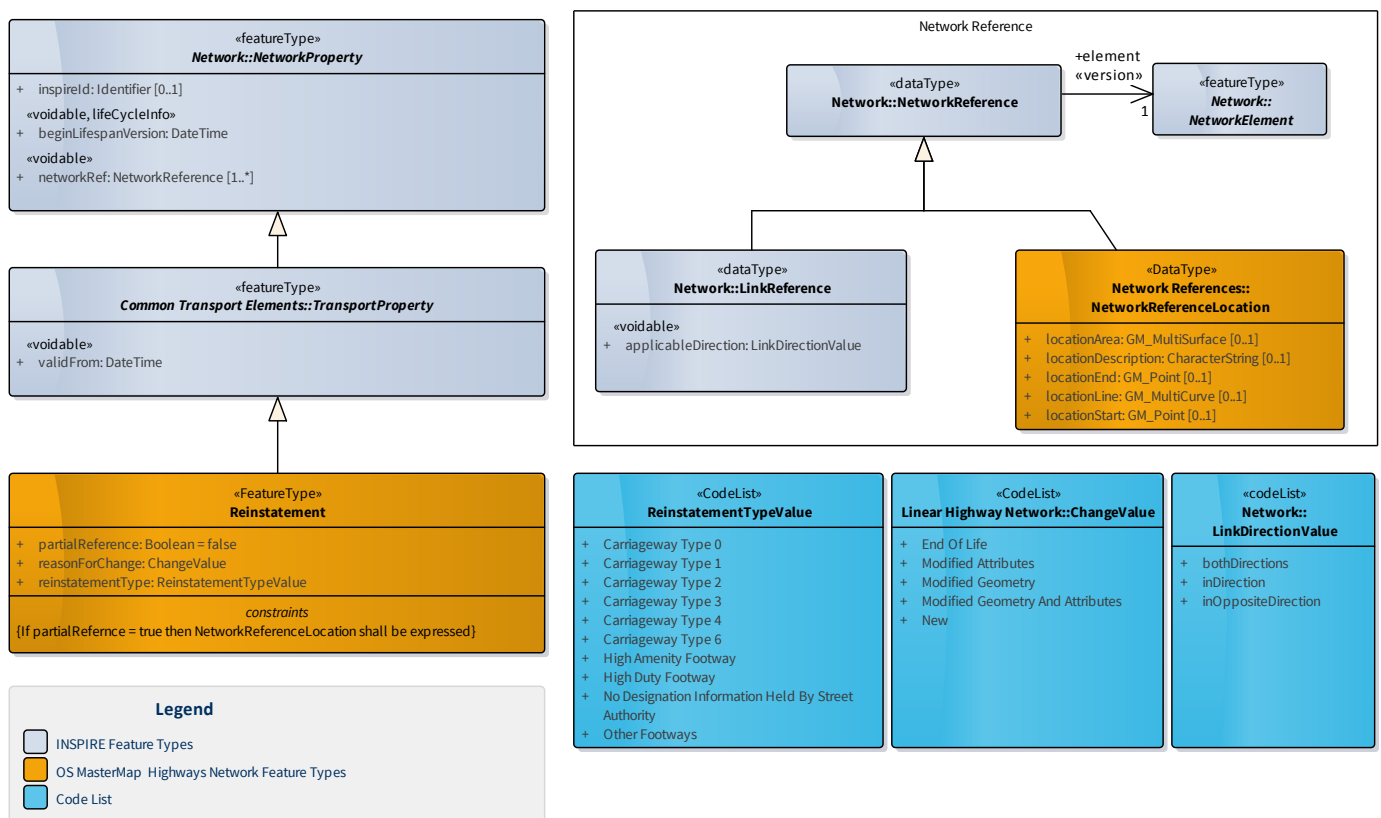 «featureType»
Network::NetworkProperty
+ inspireId: Identifier [0..1]
«voidable, lifeCycleInfo»
+ beginLifespanVersion: DateTime
«voidable»
+ networkRef: NetworkReference [1..*]
«featureType»
Common Transport Elements::TransportProperty
«voidable»
+ validFrom: DateTime
«FeatureType»
Reinstatement
+ partialReference: Boolean = false
+ reasonForChange: ChangeValue
+ reinstatementType: ReinstatementTypeValue
constraints
{If partialRefernce = true then NetworkReferenceLocation shall be expressed}
Legend
INSPIRE Feature Types
OS MasterMap Highways Network Feature Types
Code List
Network Reference
«dataType»
Network::NetworkReference
+element
«version»
1
«featureType»
Network::
NetworkElement
«dataType»
Network::LinkReference
«voidable»
+ applicableDirection: LinkDirectionValue
«DataType»
Network References::
NetworkReferenceLocation
+ locationArea: GM_MultiSurface [0..1]
+ locationDescription: CharacterString [0..1]
+ locationEnd: GM_Point [0..1]
+ locationLine: GM_MultiCurve [0..1]
+ locationStart: GM_Point [0..1]
«CodeList»
ReinstatementTypeValue
+ Carriageway Type 0
+ Carriageway Type 1
+ Carriageway Type 2
+ Carriageway Type 3
+ Carriageway Type 4
+ Carriageway Type 6
+ High Amenity Footway
+ High Duty Footway
+ No Designation Information Held By Street
Authority
+ Other Footways
«CodeList»
Linear Highway Network::ChangeValue
+ End Of Life
+ Modified Attributes
+ Modified Geometry
+ Modified Geometry And Attributes
+ New
«codeList»
Network::
LinkDirectionValue
+ bothDirections
+ inDirection
+ inOppositeDirection